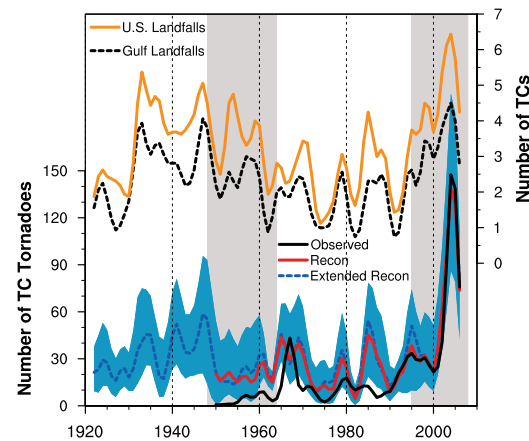 U.S. Landfalls
Gulf Landfalls
7
6
5
4
3
2
1
0
Number of TCs
150
120
90
60
30
0
Number of TC Tornadoes
Observed
Recon
Extended Recon
1920 1940 1960 1980 2000